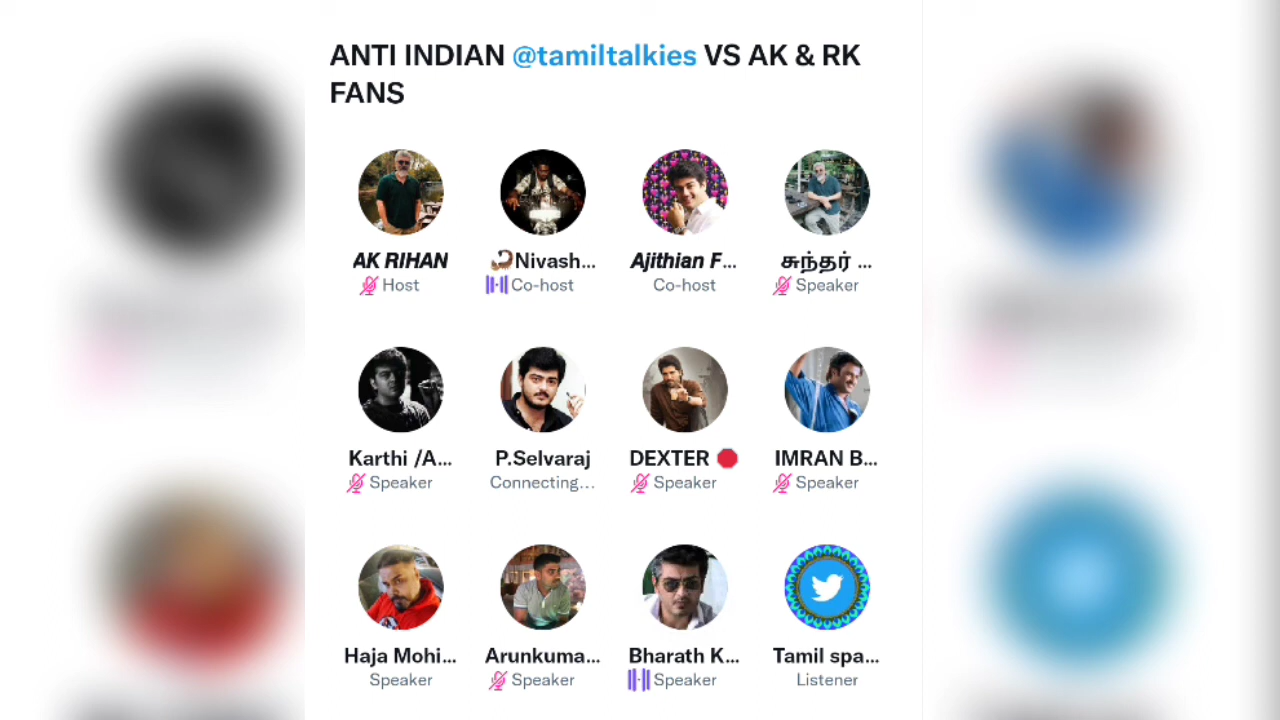 ANTI INDIAN @tamiltalkies VS AK & RK
FANS
AK RIHAN
Host
Nivash...
Co-host
Ajithian F...
Co-host
சுந்தர் ...
Speaker
Karthi /A...
Speaker
P.Selvaraj
Connecting...
DEXTER
Speaker
IMRAN B...
Speaker
Haja Mohi...
Speaker
Arunkuma...
Speaker
Bharath K...
Speaker
Tamil spa...
Listener